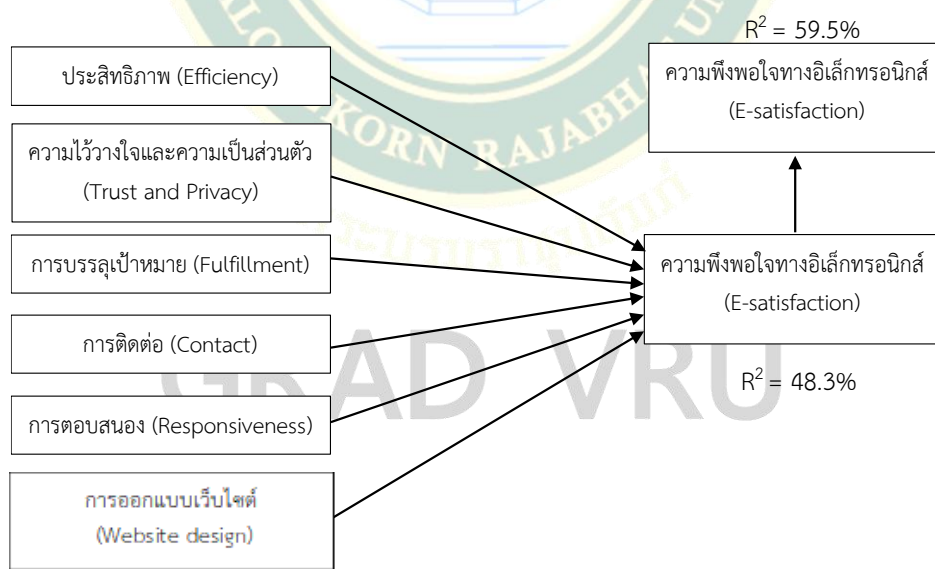 ประสิทธิภาพ (Efficiency)
ความไว้วางใจและความเป็นส่วนตัว
(Trust and Privacy)
การบรรลุเป้าหมาย (Fulfillment)
การติดต่อ (Contact)
การตอบสนอง (Responsiveness)
การออกแบบเว็บไซต์
(Website design)
R² = 59.5%
ความพึงพอใจทางอิเล็กทรอนิกส์
(E-satisfaction)
ความพึงพอใจทางอิเล็กทรอนิกส์
(E-satisfaction)
R² = 48.3%
KORN RAJABHA
GRAD VRU